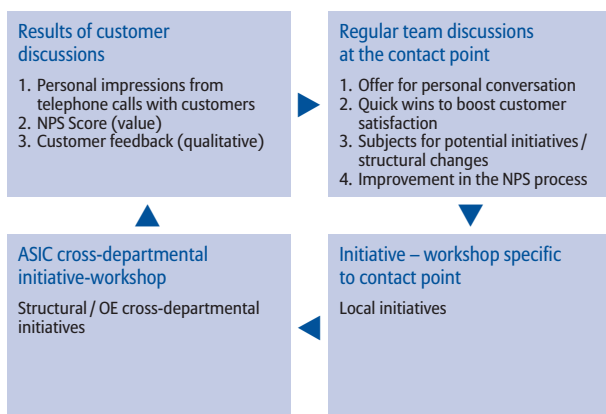 Results of customer
discussions
1. Personal impressions from
telephone calls with customers
2. NPS Score (value)
3. Customer feedback (qualitative)
Regular team discussions
at the contact point
1. Offer for personal conversation
2. Quick wins to boost customer
satisfaction
3. Subjects for potential initiatives /
structural changes
4. Improvement in the NPS process
ASIC cross-departmental
initiative-workshop
Structural / OE cross-departmental
initiatives
Initiative – workshop specific
to contact point
Local initiatives